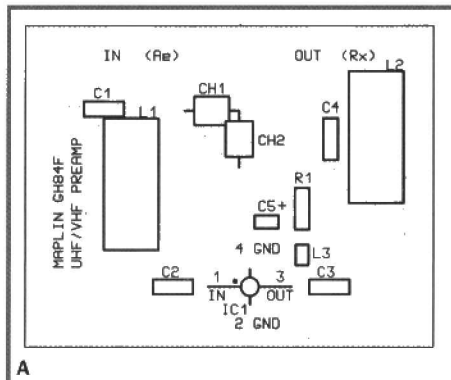 IN (Ae)
OUT (Rx)
L2
C1
L1
CH1
C4
CH2
MAPLIN GH84F
UHF/VHF PREAMP
R1
C5+
4 GND
L3
C2
1
3
C3
IN
OUT
IC1
2 GND
A